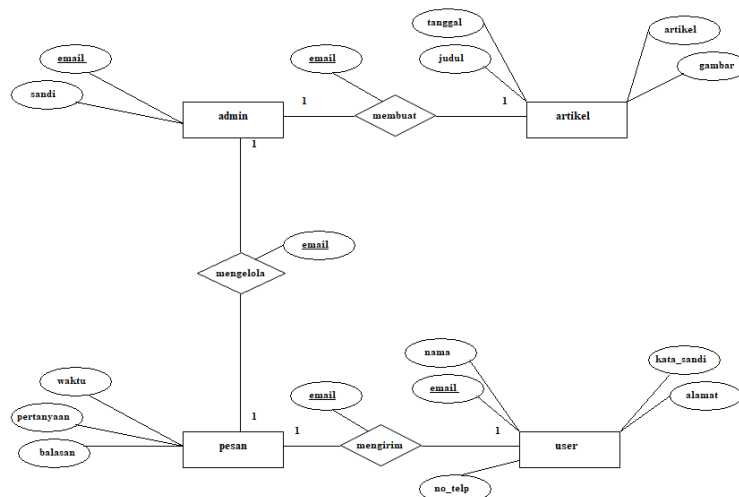 tanggal
artikel
email
email
judul
gambar
sandi
1
1
admin
membuat
artikel
1
email
mengelola
nama
kata_sandi
waktu
email
email
alamat
pertanyaan
1
1
1
balasan
pesan
mengirim
user
no_telp